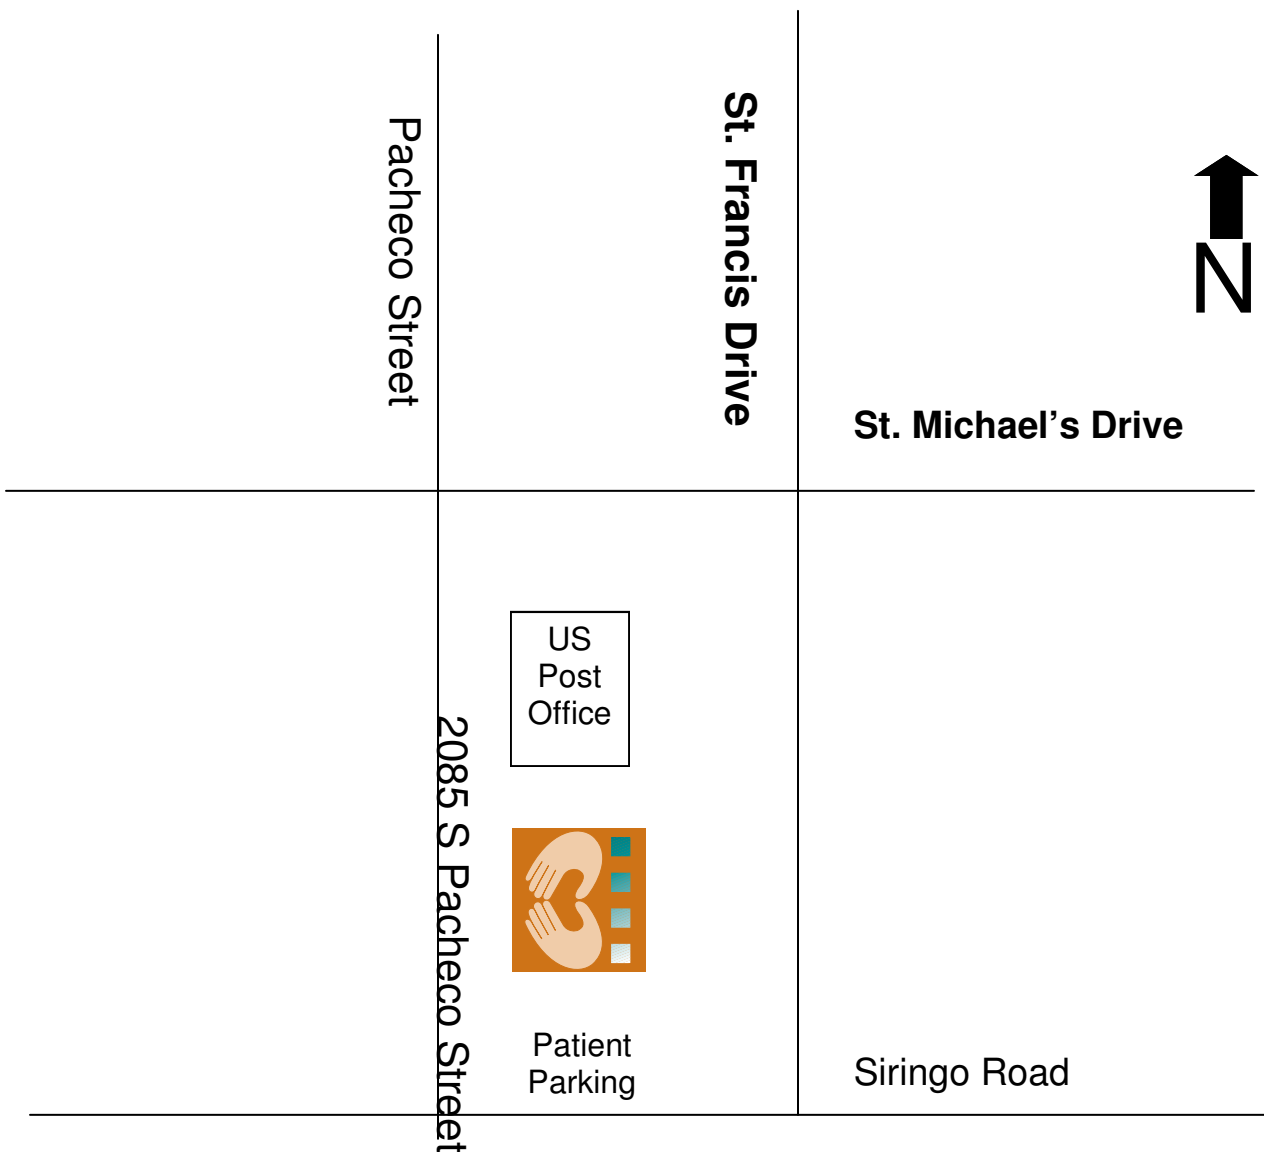 Pacheco Street
St. Francis Drive
N
St. Michael’s Drive
US
Post
Office
2085 S Pacheco Street
Patient
Parking
Siringo Road